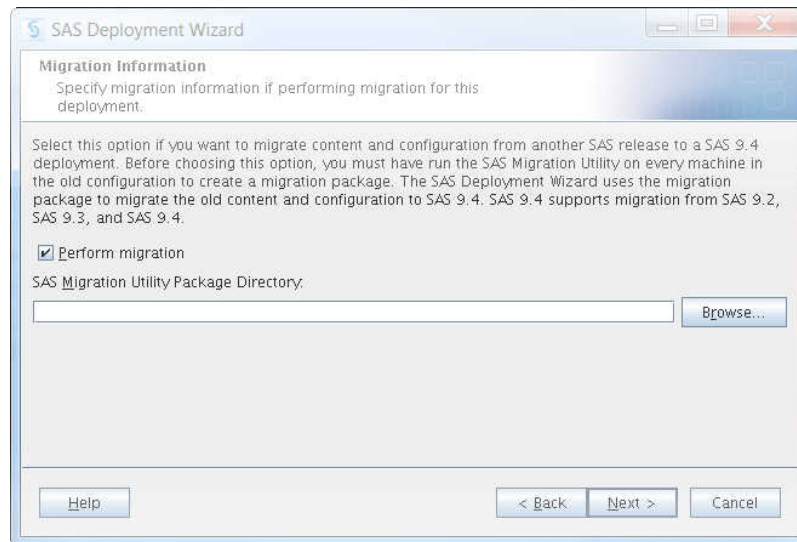 SAS Deployment Wizard
Migration Information
Specify migration information if performing migration for this
deployment.
Select this option if you want to migrate content and configuration from another SAS release to a SAS 9.4
deployment. Before choosing this option, you must have run the SAS Migration Utility on every machine in
the old configuration to create a migration package. The SAS Deployment Wizard uses the migration
package to migrate the old content and configuration to SAS 9.4. SAS 9.4 supports migration from SAS 9.2,
SAS 9.3, and SAS 9.4.
Perform migration
SAS Migration Utility Package Directory:
Browse...
Help
< Back
Next >
Cancel